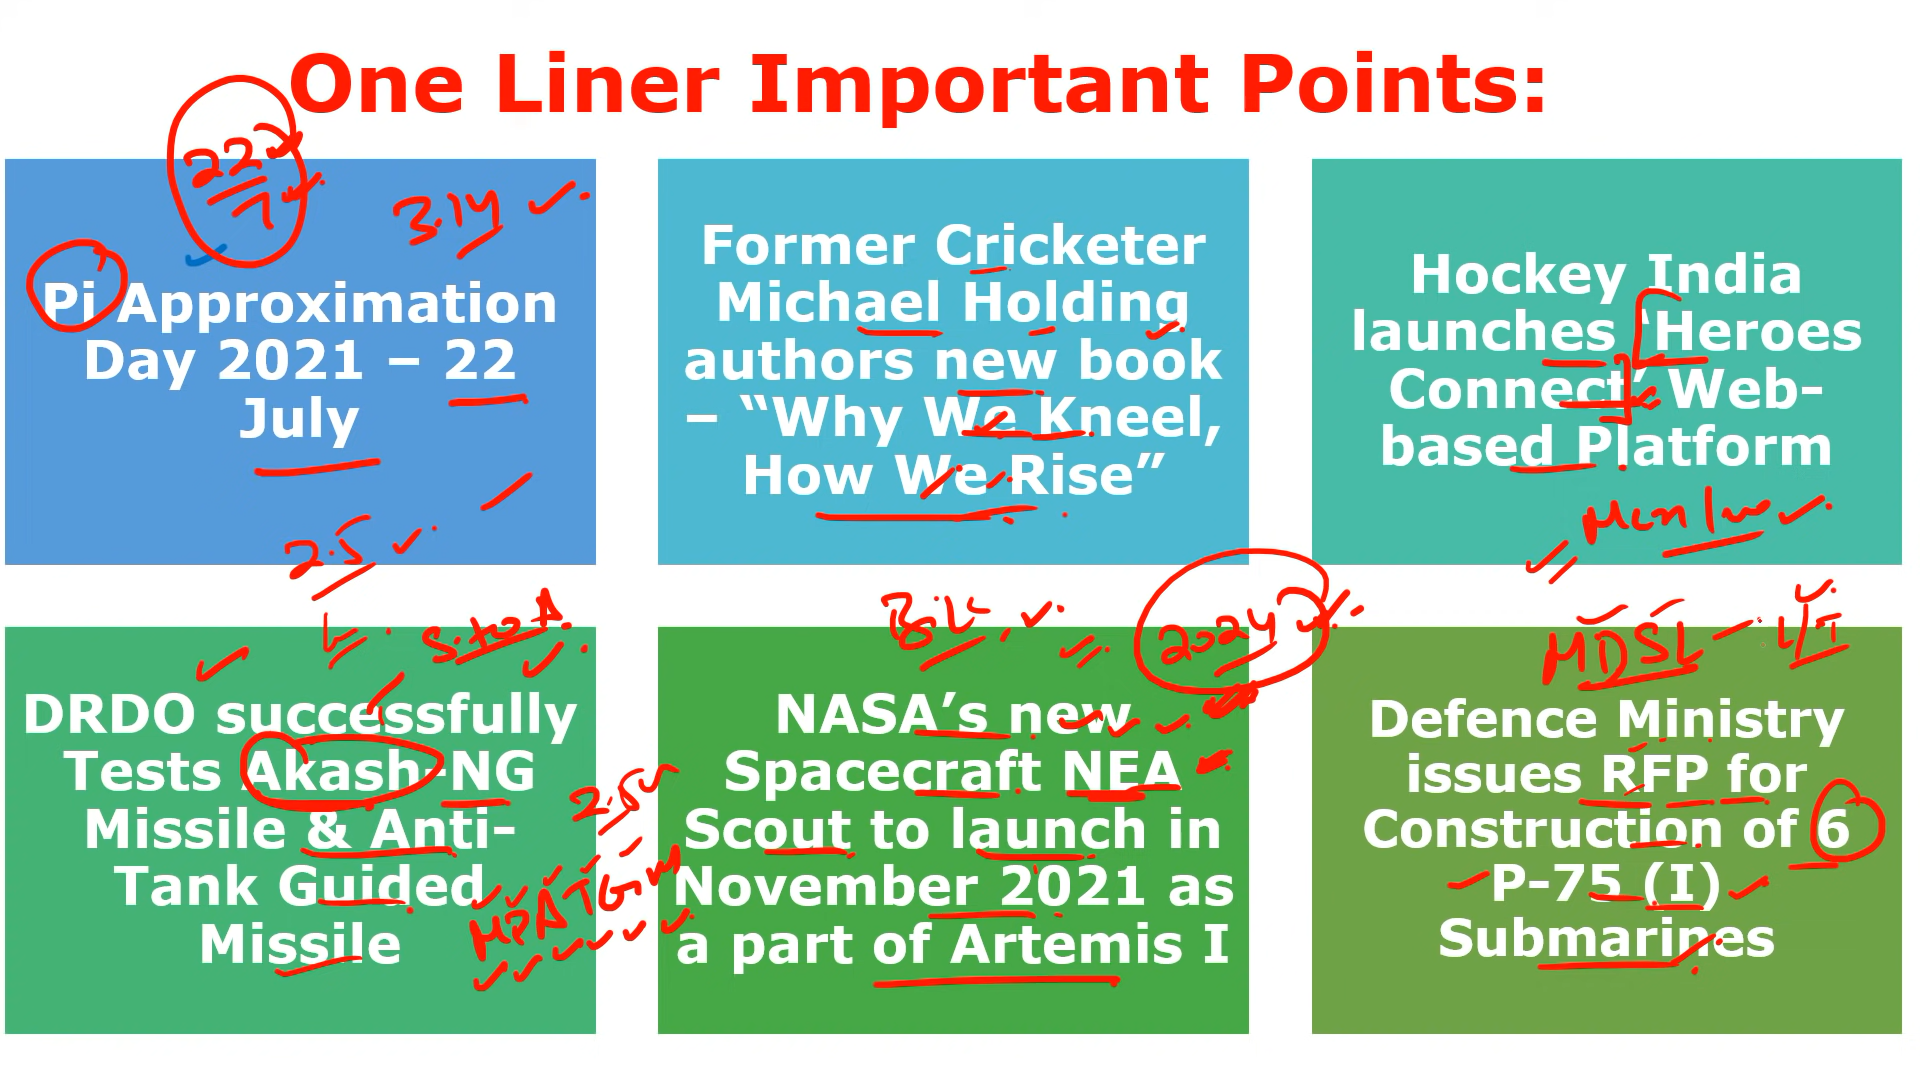 One Liner Important Points:
22
7
3.14
Pi Approximation
Day 2021 – 22
July
Former Cricketer
Michael Holding
authors new book
– “Why We Kneel,
How We Rise”
Hockey India
launches ‘Heroes
Connect’ Web-
based Platform
2.5
S.to A
DRDO successfully
Tests Akash-NG
Missile & Anti–
Tank Guided
Missile
2.5
MPATGM
2024
NASA’s new
Spacecraft NEA
Scout to launch in
November 2021 as
a part of Artemis I
MDSL – L/T
Defence Ministry
issues RFP for
Construction of 6
P–75 (I)
Submarines